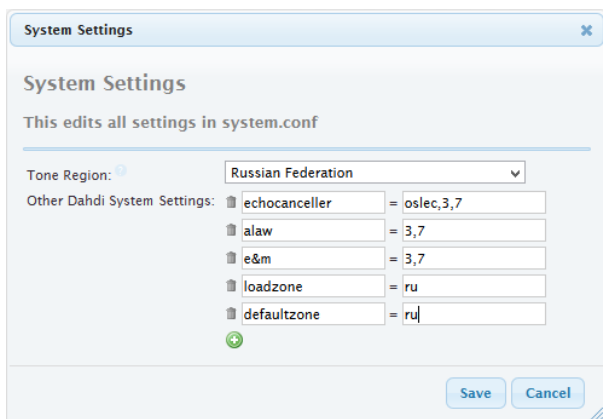 System Settings
System Settings
This edits all settings in system.conf
Tone Region: Russian Federation
Other Dahdi System Settings: echocanceller = oslec,3,7
alaw = 3,7
e&m = 3,7
loadzone = ru
defaultzone = ru
Save Cancel